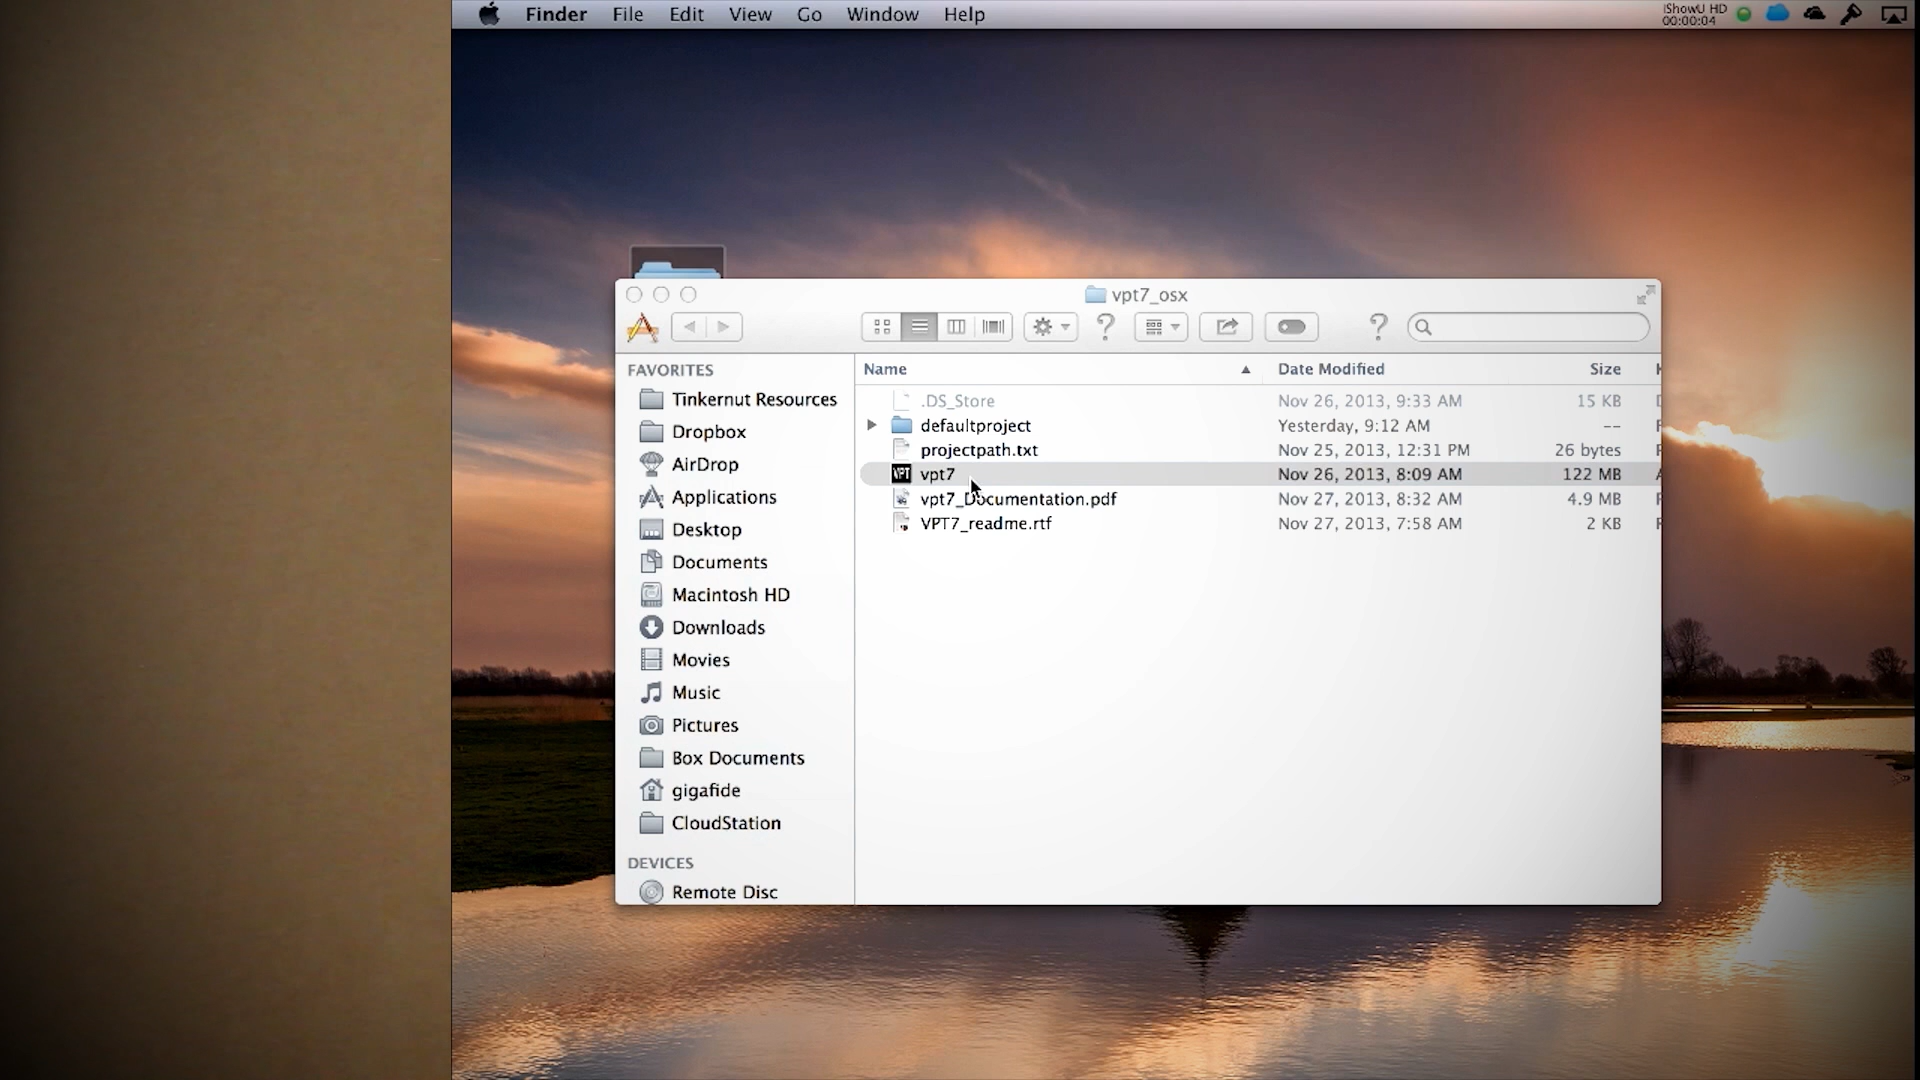 Finder File Edit View Go Window Help
iShowU HD
00:00:04
vpt7_osx
FAVORITES
Tinkernut Resources
Dropbox
AirDrop
Applications
Desktop
Documents
Macintosh HD
Downloads
Movies
Music
Pictures
Box Documents
gigafide
CloudStation
DEVICES
Remote Disc
Name Date Modified Size
.DS_Store Nov 26, 2013, 9:33 AM 15 KB
defaultproject Yesterday, 9:12 AM --
projectpath.txt Nov 25, 2013, 12:31 PM 26 bytes
VPT vpt7 Nov 26, 2013, 8:09 AM 122 MB
vpt7_Documentation.pdf Nov 27, 2013, 8:32 AM 4.9 MB
VPT7_readme.rtf Nov 27, 2013, 7:58 AM 2 KB